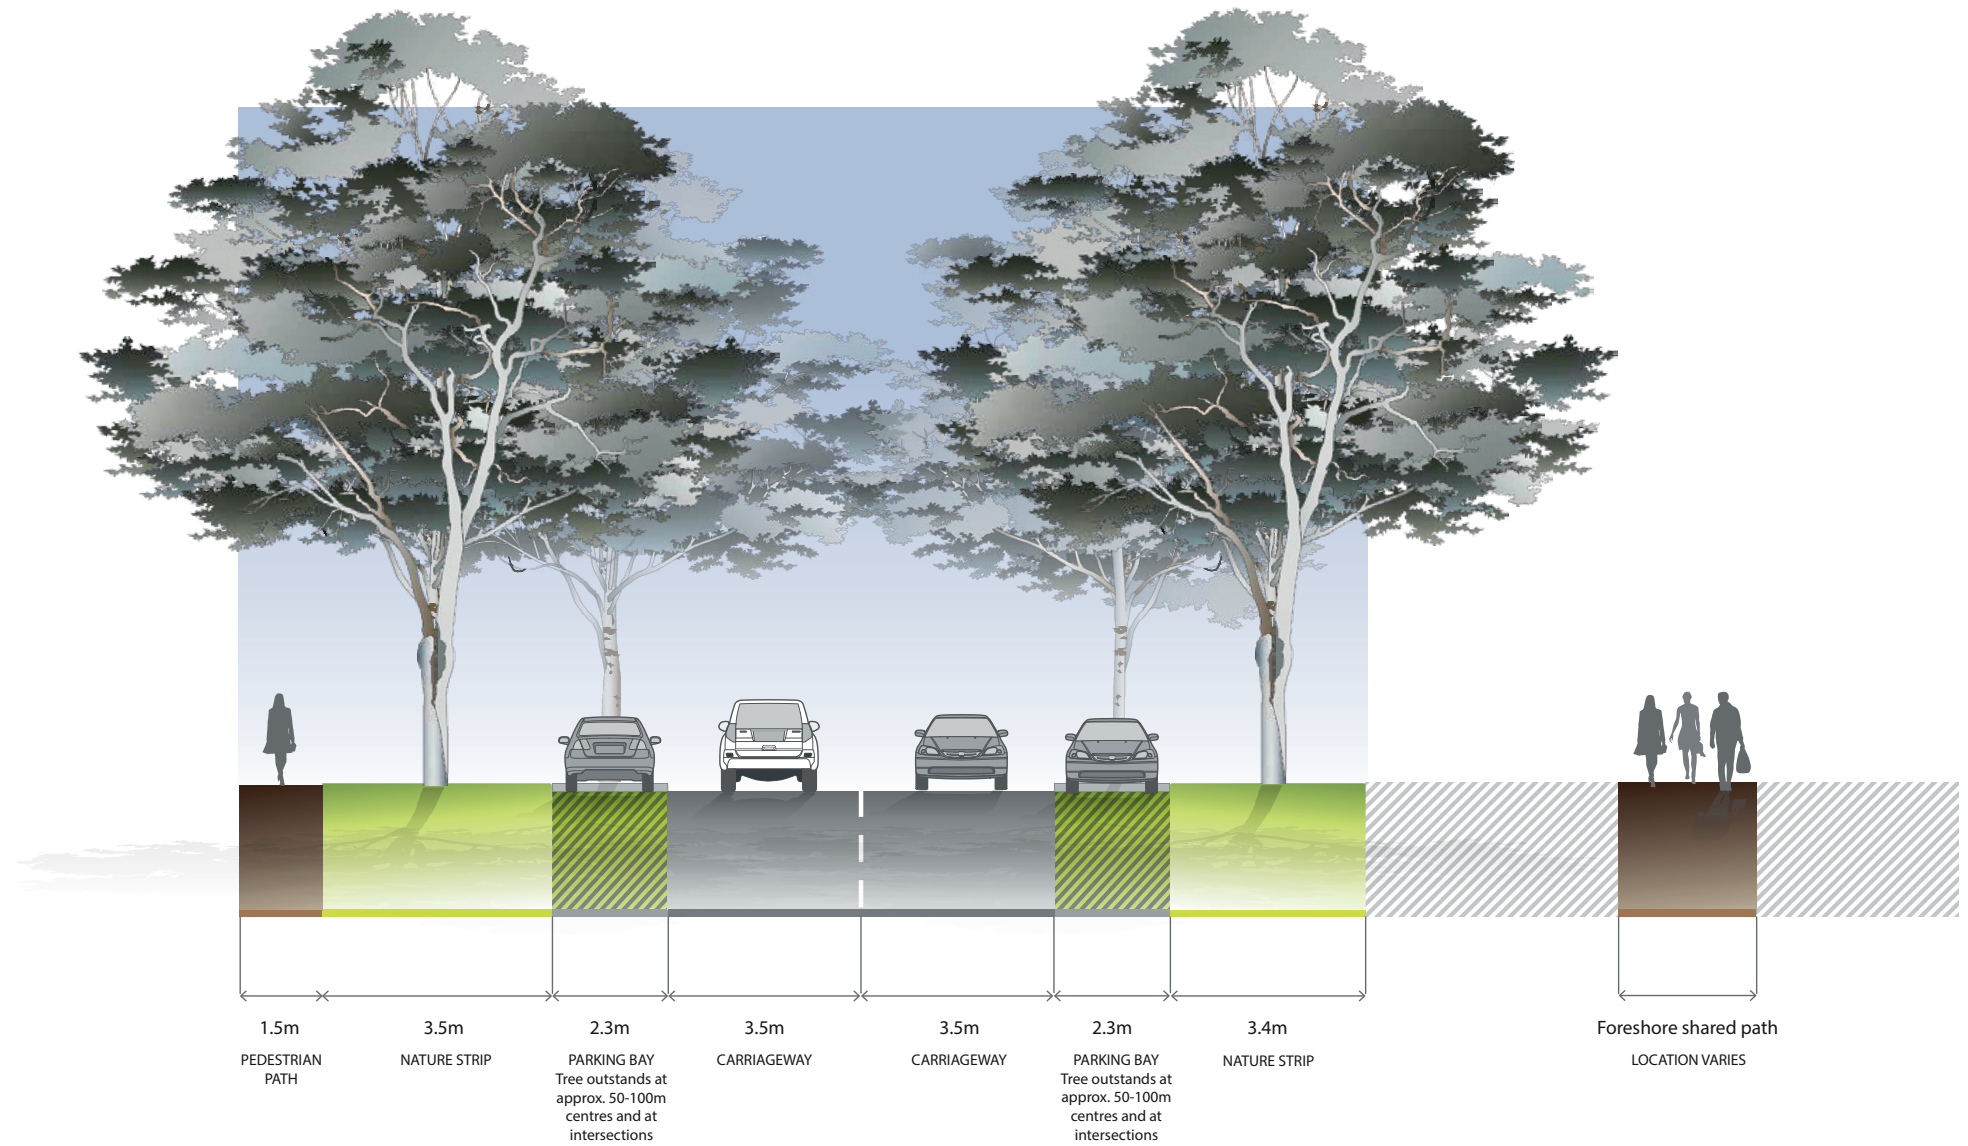 1.5m
PEDESTRIAN
PATH
3.5m
NATURE STRIP
2.3m
PARKING BAY
Tree outstands at
approx. 50-100m
centres and at
intersections
3.5m
CARRIAGEWAY
3.5m
CARRIAGEWAY
2.3m
PARKING BAY
Tree outstands at
approx. 50-100m
centres and at
intersections
3.4m
NATURE STRIP
Foreshore shared path
LOCATION VARIES